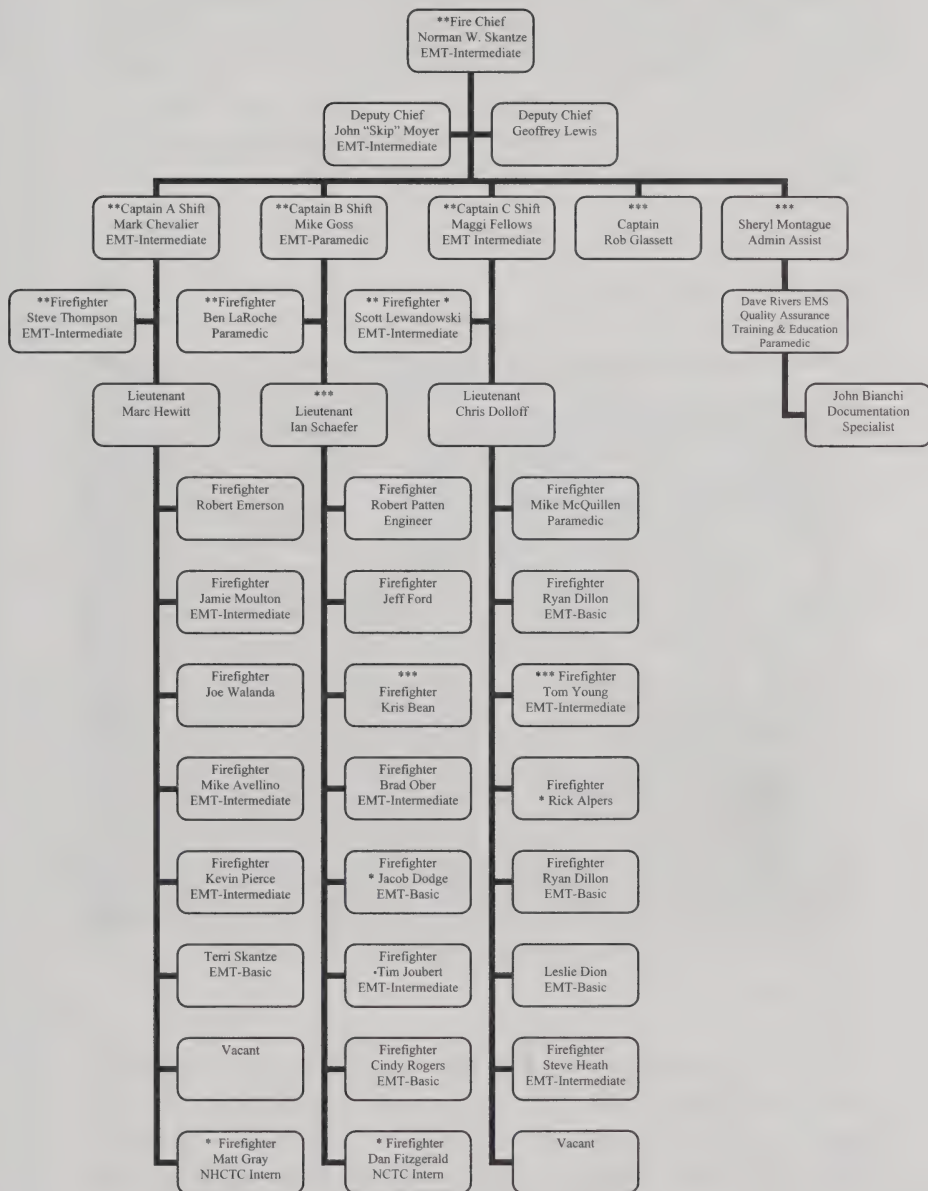 **Fire Chief
Norman W. Skantze
EMT-Intermediate
Deputy Chief
John "Skip" Moyer
EMT-Intermediate
Deputy Chief
Geoffrey Lewis
**Captain A Shift
Mark Chevalier
EMT-Intermediate
**Captain B Shift
Mike Goss
EMT-Paramedic
**Captain C Shift
Maggi Fellows
EMT Intermediate
***
Captain
Rob Glassett
***
Sheryl Montague
Admin Assist
**Firefighter
Steve Thompson
EMT-Intermediate
**Firefighter
Ben LaRoche
Paramedic
** Firefighter *
Scott Lewandowski
EMT-Intermediate
Dave Rivers EMS
Quality Assurance
Training & Education
Paramedic
Lieutenant
Marc Hewitt
***
Lieutenant
Ian Schaefer
Lieutenant
Chris Dolloff
John Bianchi
Documentation
Specialist
Firefighter
Robert Emerson
Firefighter
Robert Patten
Engineer
Firefighter
Mike McQuillen
Paramedic
Firefighter
Jamie Moulton
EMT-Intermediate
Firefighter
Jeff Ford
Firefighter
Ryan Dillon
EMT-Basic
Firefighter
Joe Walanda
***
Firefighter
Kris Bean
*** Firefighter
Tom Young
EMT-Intermediate
Firefighter
Mike Avellino
EMT-Intermediate
Firefighter
Brad Ober
EMT-Intermediate
Firefighter
* Rick Alpers
Firefighter
Kevin Pierce
EMT-Intermediate
Firefighter
* Jacob Dodge
EMT-Basic
Firefighter
Ryan Dillon
EMT-Basic
Terri Skantze
EMT-Basic
Firefighter
·Tim Joubert
EMT-Intermediate
Leslie Dion
EMT-Basic
Vacant
Firefighter
Cindy Rogers
EMT-Basic
Firefighter
Steve Heath
EMT-Intermediate
* Firefighter
Matt Gray
NHCTC Intern
* Firefighter
Dan Fitzgerald
NCTC Intern
Vacant